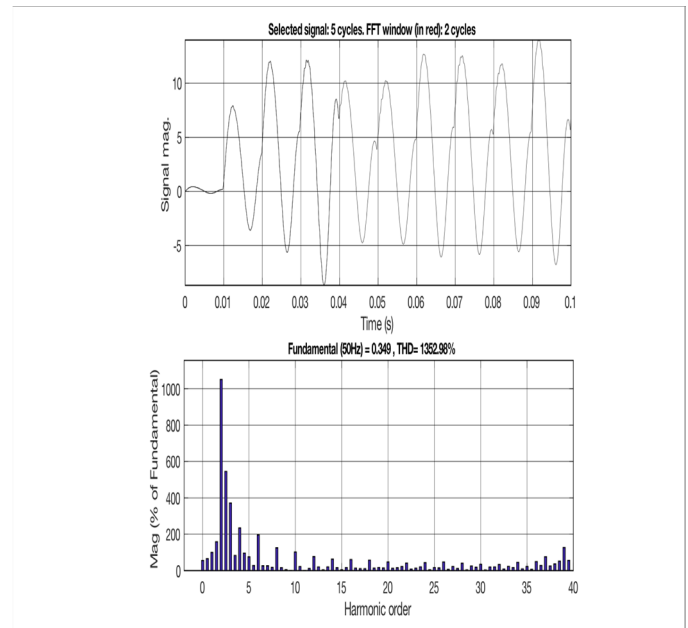 Selected signal: 5 cycles. FFT window (in red): 2 cycles
Signal mag.
10
5
0
-5
0 0.01 0.02 0.03 0.04 0.05 0.06 0.07 0.08 0.09 0.1
Time (s)
Fundamental (50Hz) = 0.349 , THD= 1352.98%
Mag (% of Fundamental)
1000
800
600
400
200
0
0 5 10 15 20 25 30 35 40
Harmonic order